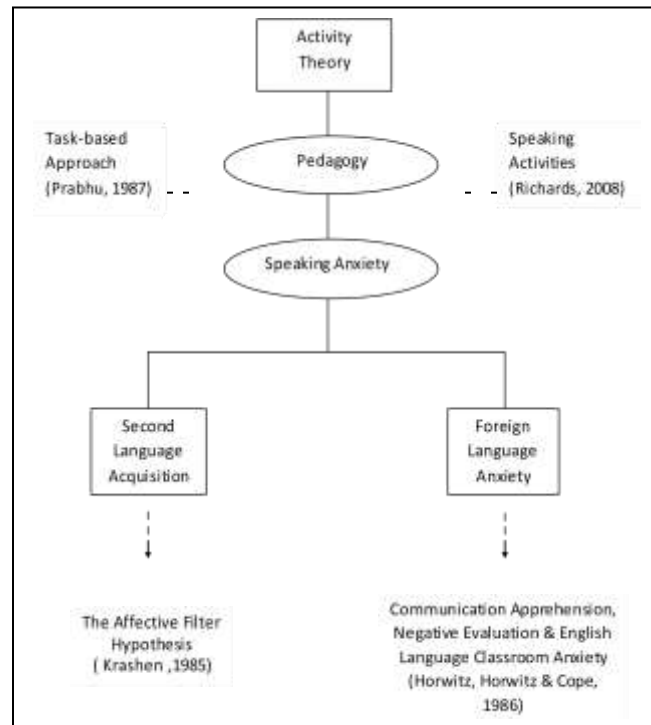 Activity
Theory
Task-based
Approach
(Prabhu, 1987)
Pedagogy
Speaking
Activities
(Richards, 2008)
Speaking Anxiety
Second
Language
Acquisition
Foreign
Language
Anxiety
The Affective Filter
Hypothesis
( Krashen ,1985)
Communication Apprehension,
Negative Evaluation & English
Language Classroom Anxiety
(Horwitz, Horwitz & Cope,
1986)